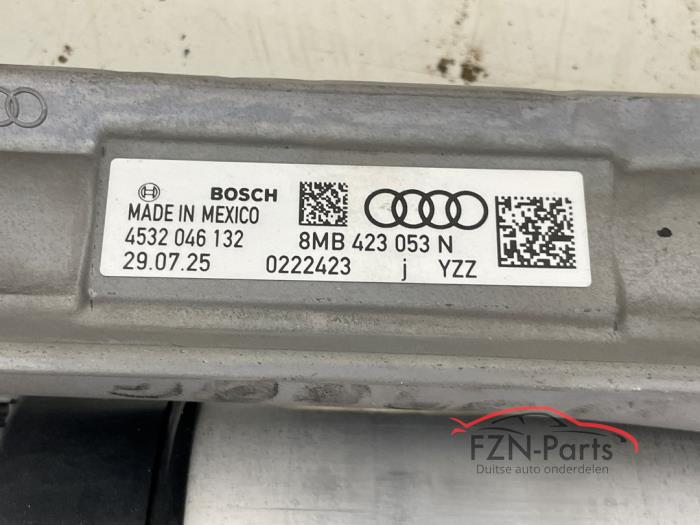 BOSCH
MADE IN MEXICO
4532 046 132
8MB 423 053 N
29.07.25
0222423
j
YZZ
FZN-Parts
Duitse auto onderdelen